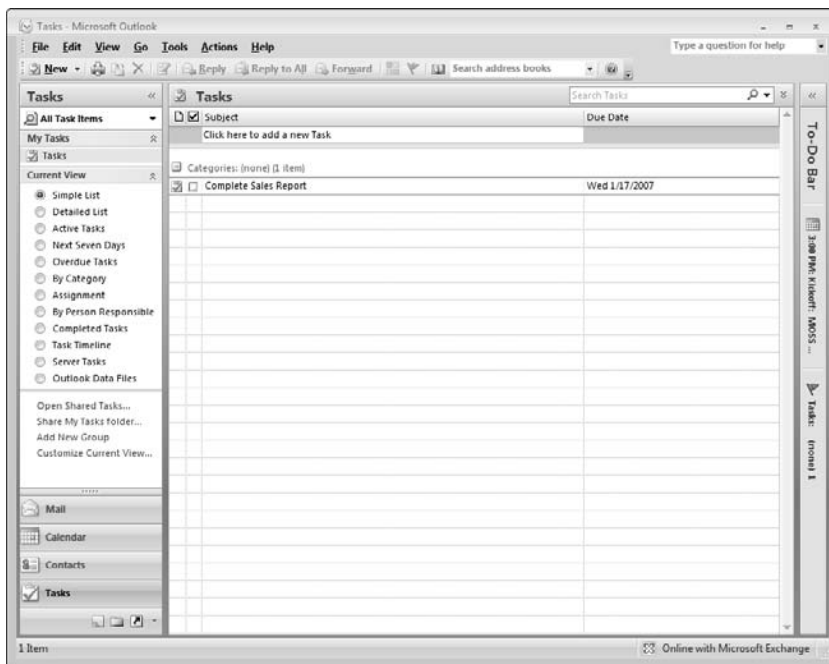 Tasks - Microsoft Outlook
File Edit View Go Tools Actions Help
Type a question for help
New Reply Reply to All Forward Search address books
Tasks
All Task Items
My Tasks
Tasks
Current View
Simple List
Detailed List
Active Tasks
Next Seven Days
Overdue Tasks
By Category
Assignment
By Person Responsible
Completed Tasks
Task Timeline
Server Tasks
Outlook Data Files
Open Shared Tasks...
Share My Tasks folder...
Add New Group
Customize Current View...
Mail
Calendar
Contacts
Tasks
Tasks
Search Tasks
Subject Due Date
Click here to add a new Task
Categories: (none) (1 item)
Complete Sales Report Wed 1/17/2007
To-Do Bar
3:00 PM: Kickoff: MOSS ...
Tasks: (none) 1
1 Item
Online with Microsoft Exchange